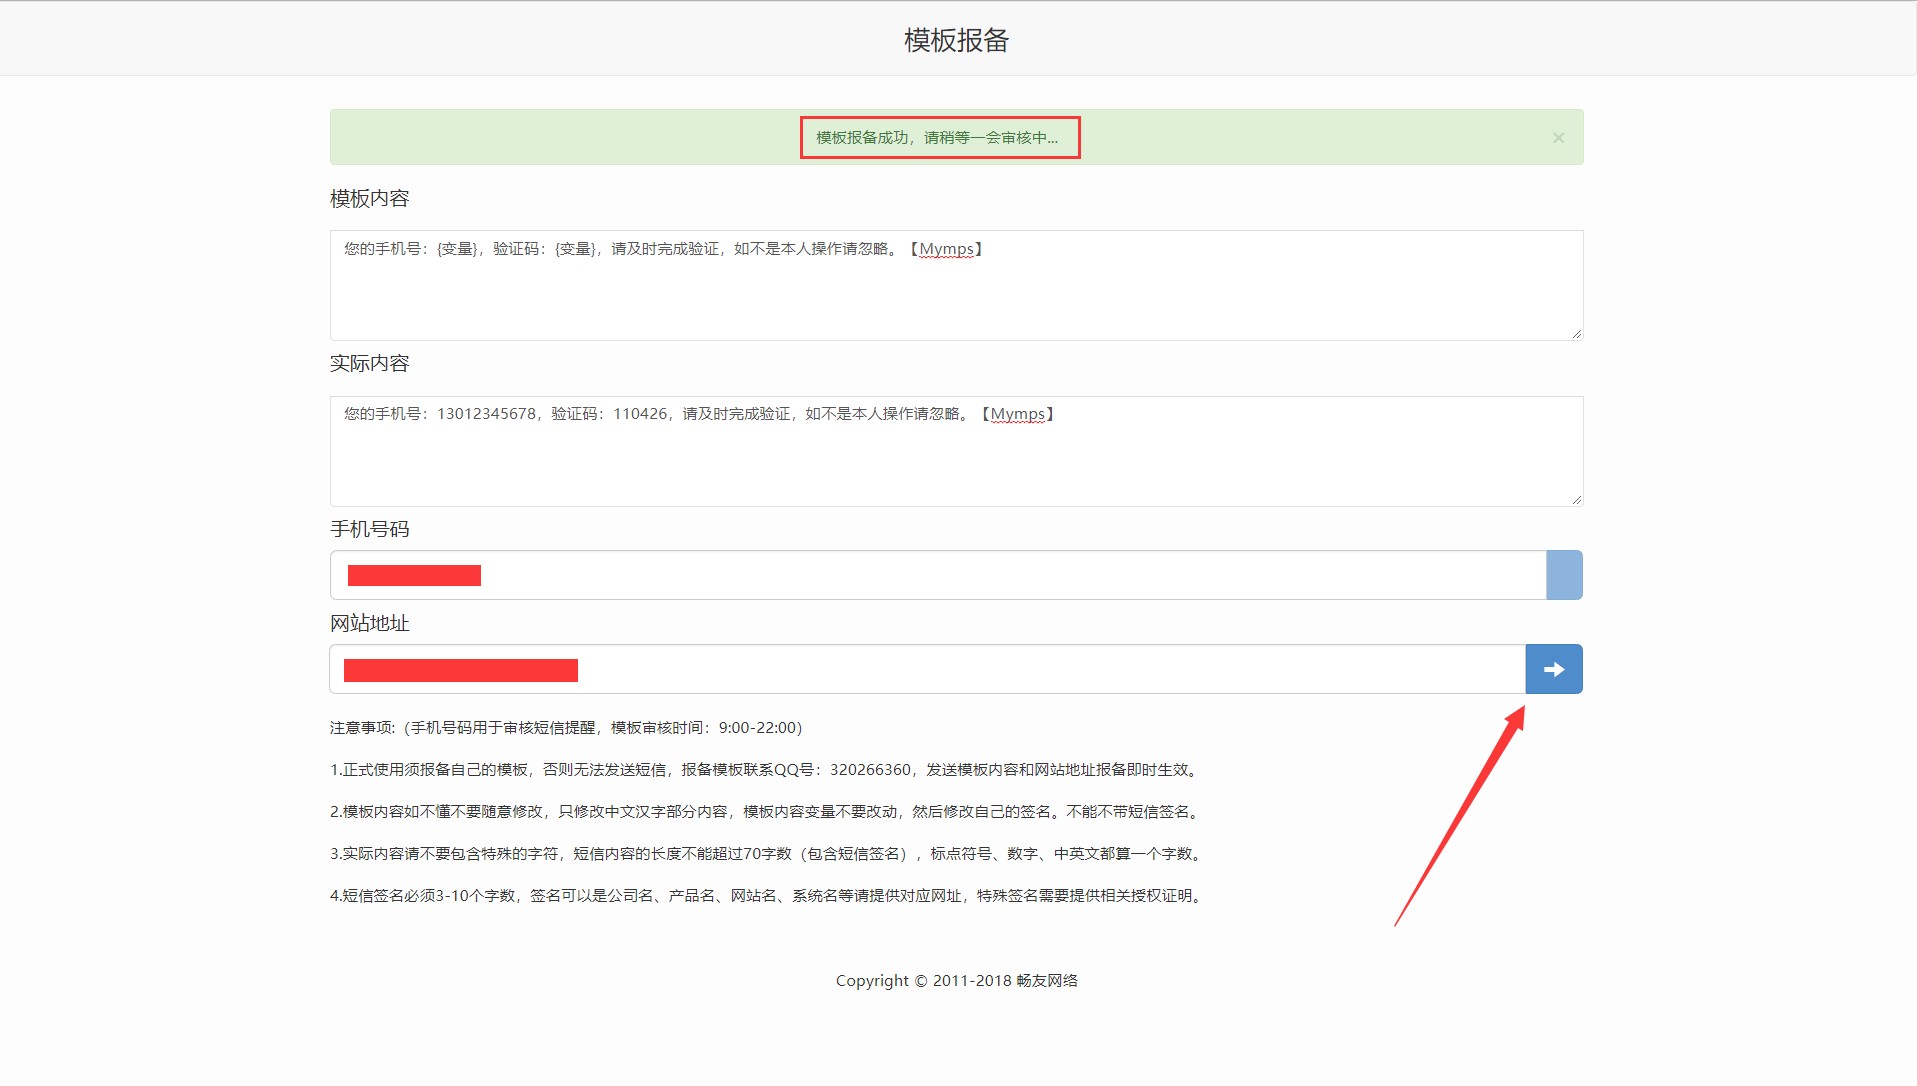 模板报备
模板报备成功，请稍等一会审核中...
×
模板内容
您的手机号：{变量}，验证码：{变量}，请及时完成验证，如不是本人操作请忽略。【Mymps】
实际内容
您的手机号：13012345678，验证码：110426，请及时完成验证，如不是本人操作请忽略。【Mymps】
手机号码
网站地址
注意事项:（手机号码用于审核短信提醒，模板审核时间：9:00-22:00）
1.正式使用须报备自己的模板，否则无法发送短信，报备模板联系QQ号：320266360，发送模板内容和网站地址报备即时生效。
2.模板内容如不懂不要随意修改，只修改中文汉字部分内容，模板内容变量不要改动，然后修改自己的签名。不能不带短信签名。
3.实际内容请不要包含特殊的字符，短信内容的长度不能超过70字数（包含短信签名），标点符号、数字、中英文都算一个字数。
4.短信签名必须3-10个字数，签名可以是公司名、产品名、网站名、系统名等请提供对应网址，特殊签名需要提供相关授权证明。
Copyright © 2011-2018 畅友网络